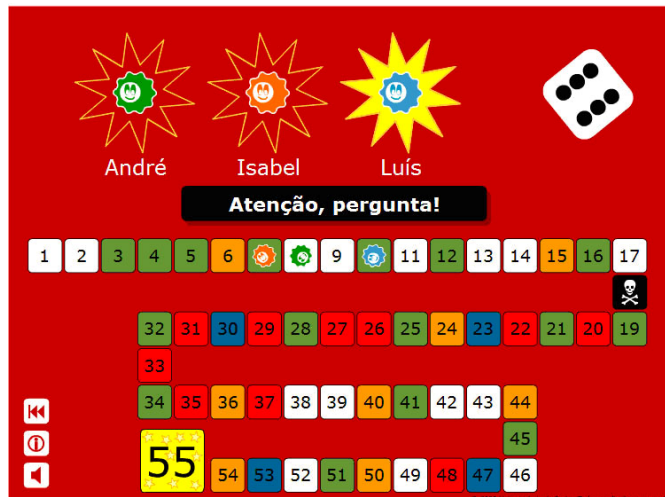 André Isabel Luís
Atenção, pergunta!
1 2 3 4 5 6 9 11 12 13 14 15 16 17
32 31 30 29 28 27 26 25 24 23 22 21 20 19
33
34 35 36 37 38 39 40 41 42 43 44
45
55 54 53 52 51 50 49 48 47 46